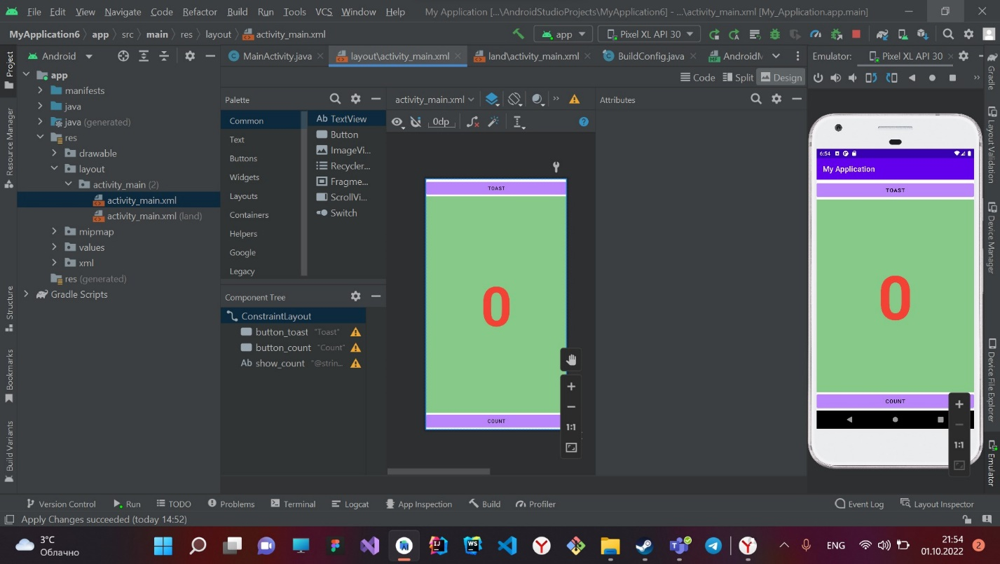 File Edit View Navigate Code Refactor Build Run Tools VCS Window Help My Application [...\AndroidStudioProjects\MyApplication6] - ...\activity_main.xml [My_Application.app.main]
MyApplication6 app src main res layout activity_main.xml app Pixel XL API 30
Android MainActivity.java layout\activity_main.xml land\activity_main.xml BuildConfig.java Emulator: Pixel XL API 30
Code Split Design
Project
Resource Manager
Structure
Bookmarks
Build Variants
app
manifests
java
java (generated)
res
drawable
layout
activity_main (2)
activity_main.xml
activity_main.xml (land)
mipmap
values
xml
res (generated)
Gradle Scripts
Palette
Common
Text
Buttons
Widgets
Layouts
Containers
Helpers
Google
Legacy
Ab TextView
Button
ImageVi...
Recycler...
Fragme...
ScrollVi...
Switch
Component Tree
ConstraintLayout
button_toast "Toast"
button_count "Count"
Ab show_count "@strin...
activity_main.xml
0dp
TOAST
0
COUNT
1:1
Attributes
6:54
My Application
TOAST
0
COUNT
1:1
Gradle
Layout Validation
Device Manager
Device File Explorer
Emulator
Version Control Run TODO Problems Terminal Logcat App Inspection Build Profiler Event Log Layout Inspector
Apply Changes succeeded (today 14:52)
3°C
Облачно
ENG
21:54
01.10.2022
2